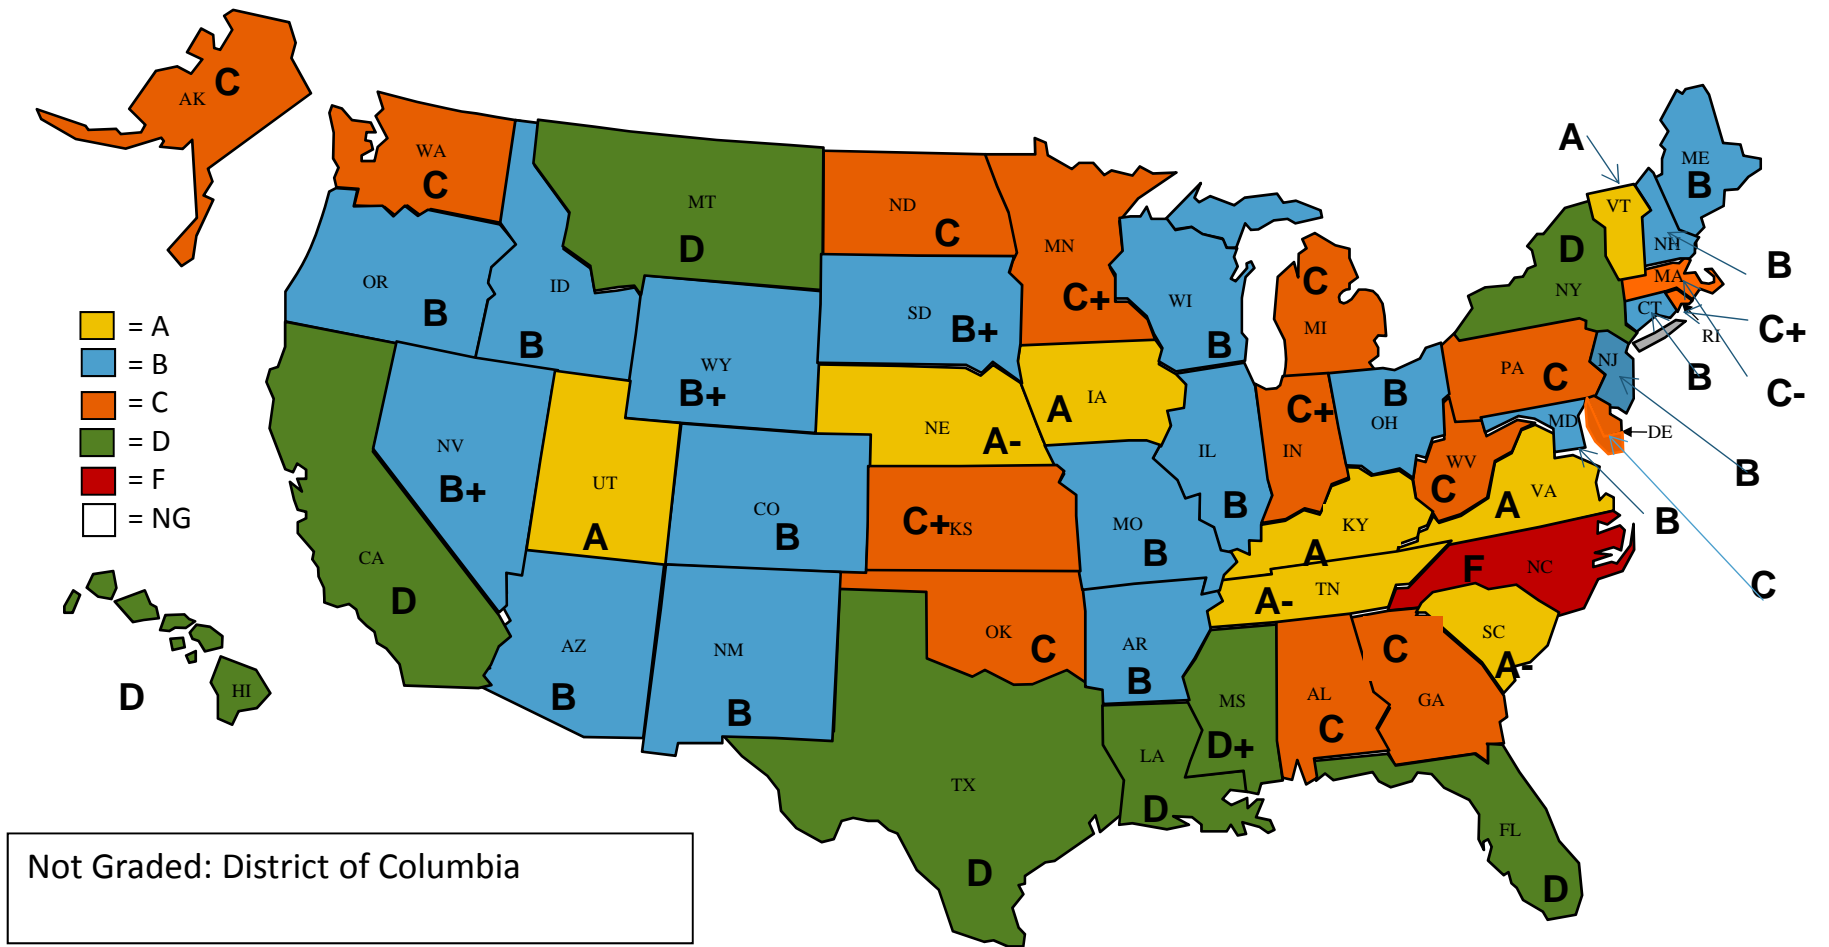 AK
C
WA
C
OR
B
ID
B
MT
D
ND
C
MN
C+
SD
B+
WY
B+
WI
B
MI
C
A
VT
ME
B
NH
B
D
NY
MA
CT
RI
C+
B
C-
PA
C
NJ
B
MD
B
DE
C
= A
= B
= C
= D
= F
= NG
NV
B+
UT
A
CO
B
NE
A-
IA
A
IL
B
IN
C+
OH
B
WV
C
VA
A
KY
A
C+
KS
MO
B
CA
D
TN
A-
F
NC
SC
A-
AZ
B
NM
B
OK
C
AR
B
MS
D+
AL
C
C
GA
D
HI
TX
D
LA
D
FL
D
Not Graded: District of Columbia